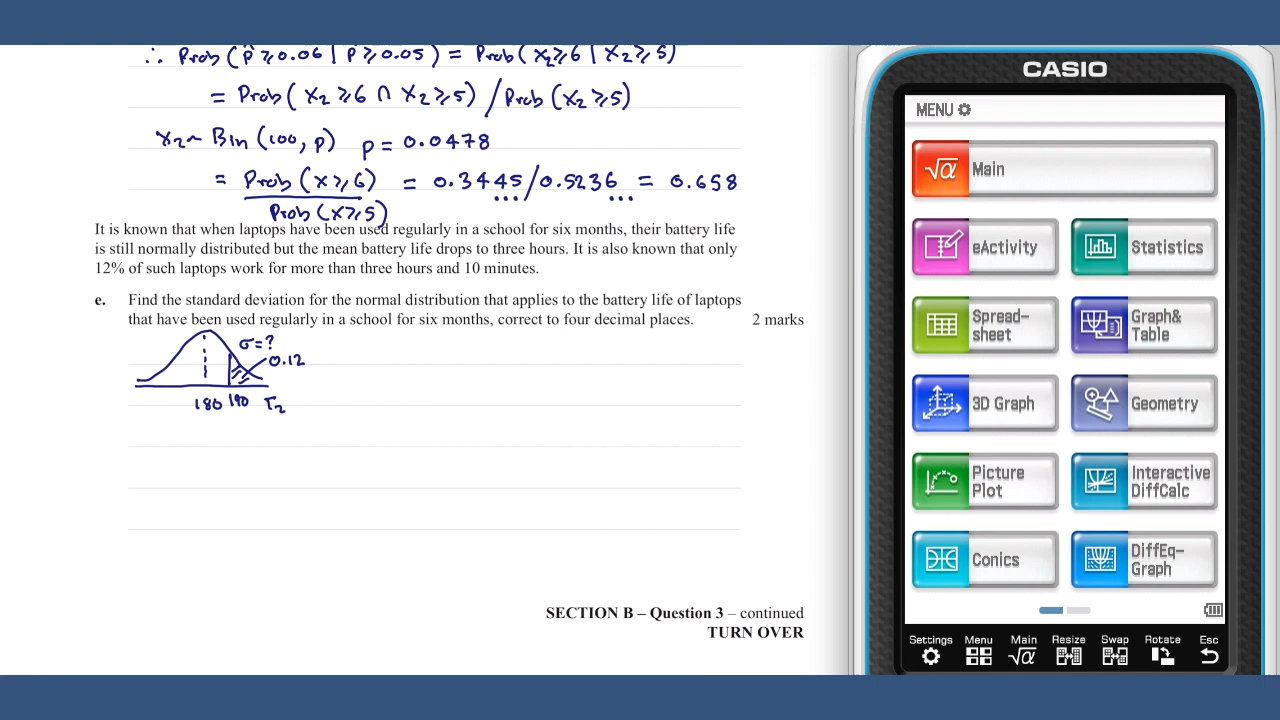 ∴ Prob(p̂ ⩾ 0.06 | p̂ ⩾ 0.05) = Prob(X₂ ⩾ 6 | X₂ ⩾ 5)
= Prob(X₂ ⩾ 6 ∩ X₂ ⩾ 5) / Prob(X₂ ⩾ 5)
X₂ ~ Bin(100, p) p = 0.0478
= Prob(X ⩾ 6) = 0.3445... / 0.5236... = 0.658
Prob(X ⩾ 5)
It is known that when laptops have been used regularly in a school for six months, their battery life
is still normally distributed but the mean battery life drops to three hours. It is also known that only
12% of such laptops work for more than three hours and 10 minutes.
e. Find the standard deviation for the normal distribution that applies to the battery life of laptops
that have been used regularly in a school for six months, correct to four decimal places. 2 marks
σ = ?
0.12
180 190 T₂
SECTION B – Question 3 – continued
TURN OVER
CASIO
MENU
√α Main
eActivity
Statistics
Spread-
sheet
Graph&
Table
3D Graph
Geometry
Picture
Plot
Interactive
DiffCalc
Conics
DiffEq-
Graph
Settings Menu Main Resize Swap Rotate Esc
√α